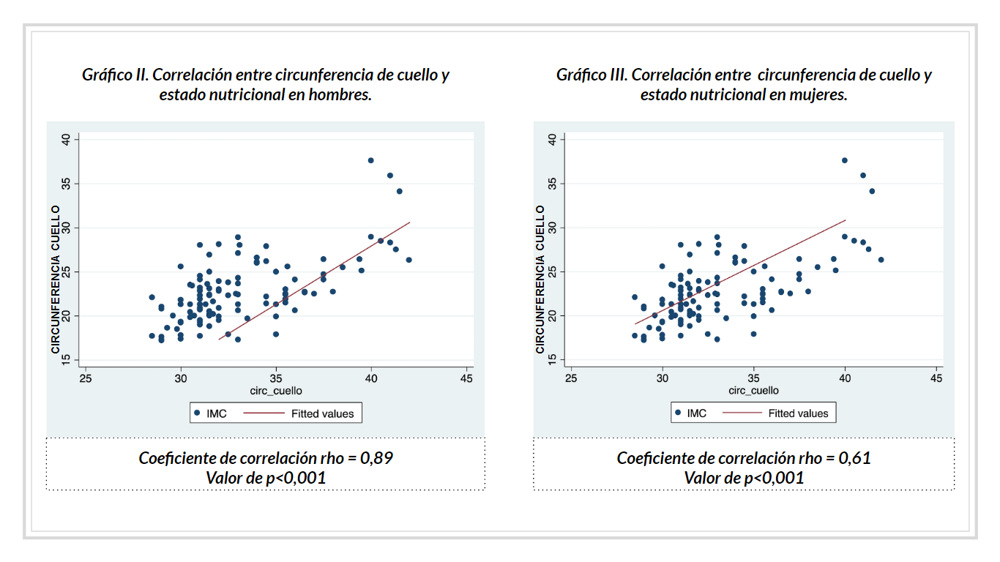 Gráfico II. Correlación entre circunferencia de cuello y
estado nutricional en hombres.
40
35
30
25
20
15
CIRCUNFERENCIA CUELLO
25 30 35 40 45
circ_cuello
IMC Fitted values
Coeficiente de correlación rho = 0,89
Valor de p<0,001
Gráfico III. Correlación entre circunferencia de cuello y
estado nutricional en mujeres.
40
35
30
25
20
15
CIRCUNFERENCIA CUELLO
25 30 35 40 45
circ_cuello
IMC Fitted values
Coeficiente de correlación rho = 0,61
Valor de p<0,001